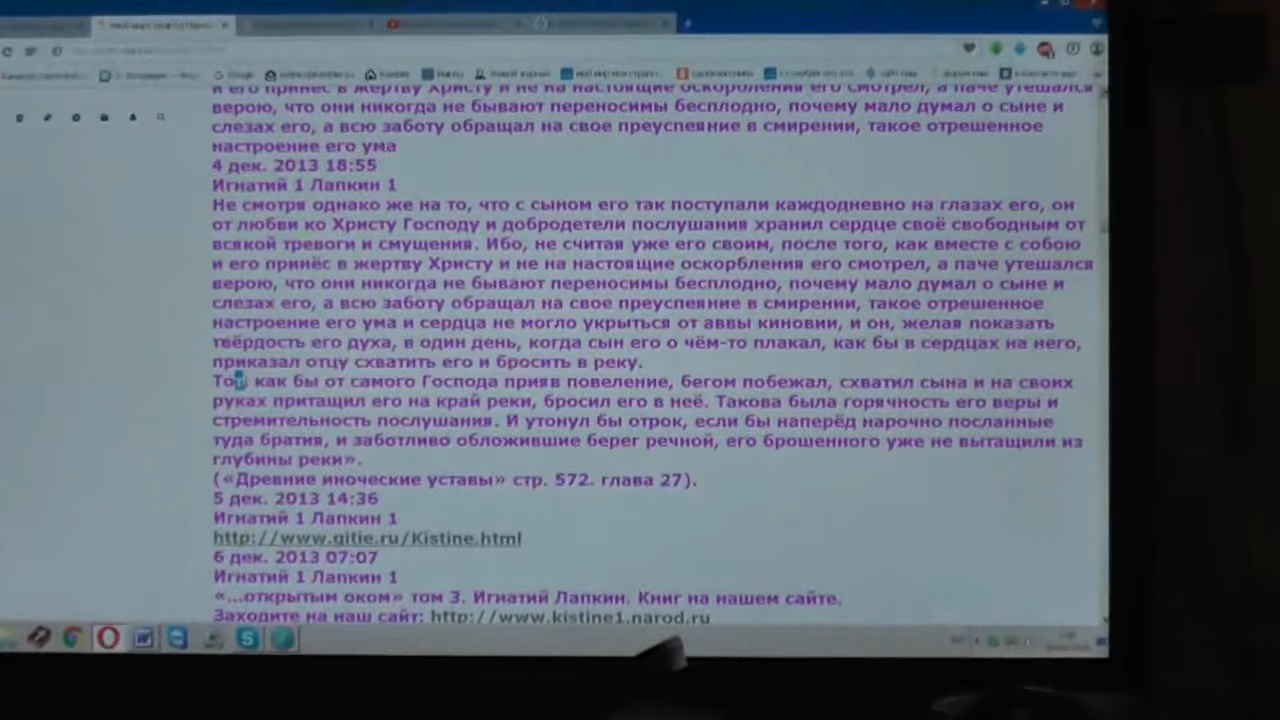 и его принес в жертву Христу и не на настоящие оскорбления его смотрел, а паче утешался
верою, что они никогда не бывают переносимы бесплодно, почему мало думал о сыне и
слезах его, а всю заботу обращал на свое преуспеяние в смирении, такое отрешенное
настроение его ума
4 дек. 2013 18:55
Игнатий 1 Лапкин 1
Не смотря однако же на то, что с сыном его так поступали каждодневно на глазах его, он
от любви ко Христу Господу и добродетели послушания хранил сердце своё свободным от
всякой тревоги и смущения. Ибо, не считая уже его своим, после того, как вместе с собою
и его принёс в жертву Христу и не на настоящие оскорбления его смотрел, а паче утешался
верою, что они никогда не бывают переносимы бесплодно, почему мало думал о сыне и
слезах его, а всю заботу обращал на свое преуспеяние в смирении, такое отрешенное
настроение его ума и сердца не могло укрыться от аввы киновии, и он, желая показать
твёрдость его духа, в один день, когда сын его о чём-то плакал, как бы в сердцах на него,
приказал отцу схватить его и бросить в реку.
Тот, как бы от самого Господа прияв повеление, бегом побежал, схватил сына и на своих
руках притащил его на край реки, бросил его в неё. Такова была горячность его веры и
стремительность послушания. И утонул бы отрок, если бы наперёд нарочно посланные
туда братия, и заботливо обложившие берег речной, его брошенного уже не вытащили из
глубины реки».
(«Древние иноческие уставы» стр. 572. глава 27).
5 дек. 2013 14:36
Игнатий 1 Лапкин 1
http://www.gitie.ru/Kistine.html
6 дек. 2013 07:07
Игнатий 1 Лапкин 1
«...открытым оком» том 3. Игнатий Лапкин. Книг на нашем сайте.
Заходите на наш сайт: http://www.kistine1.narod.ru